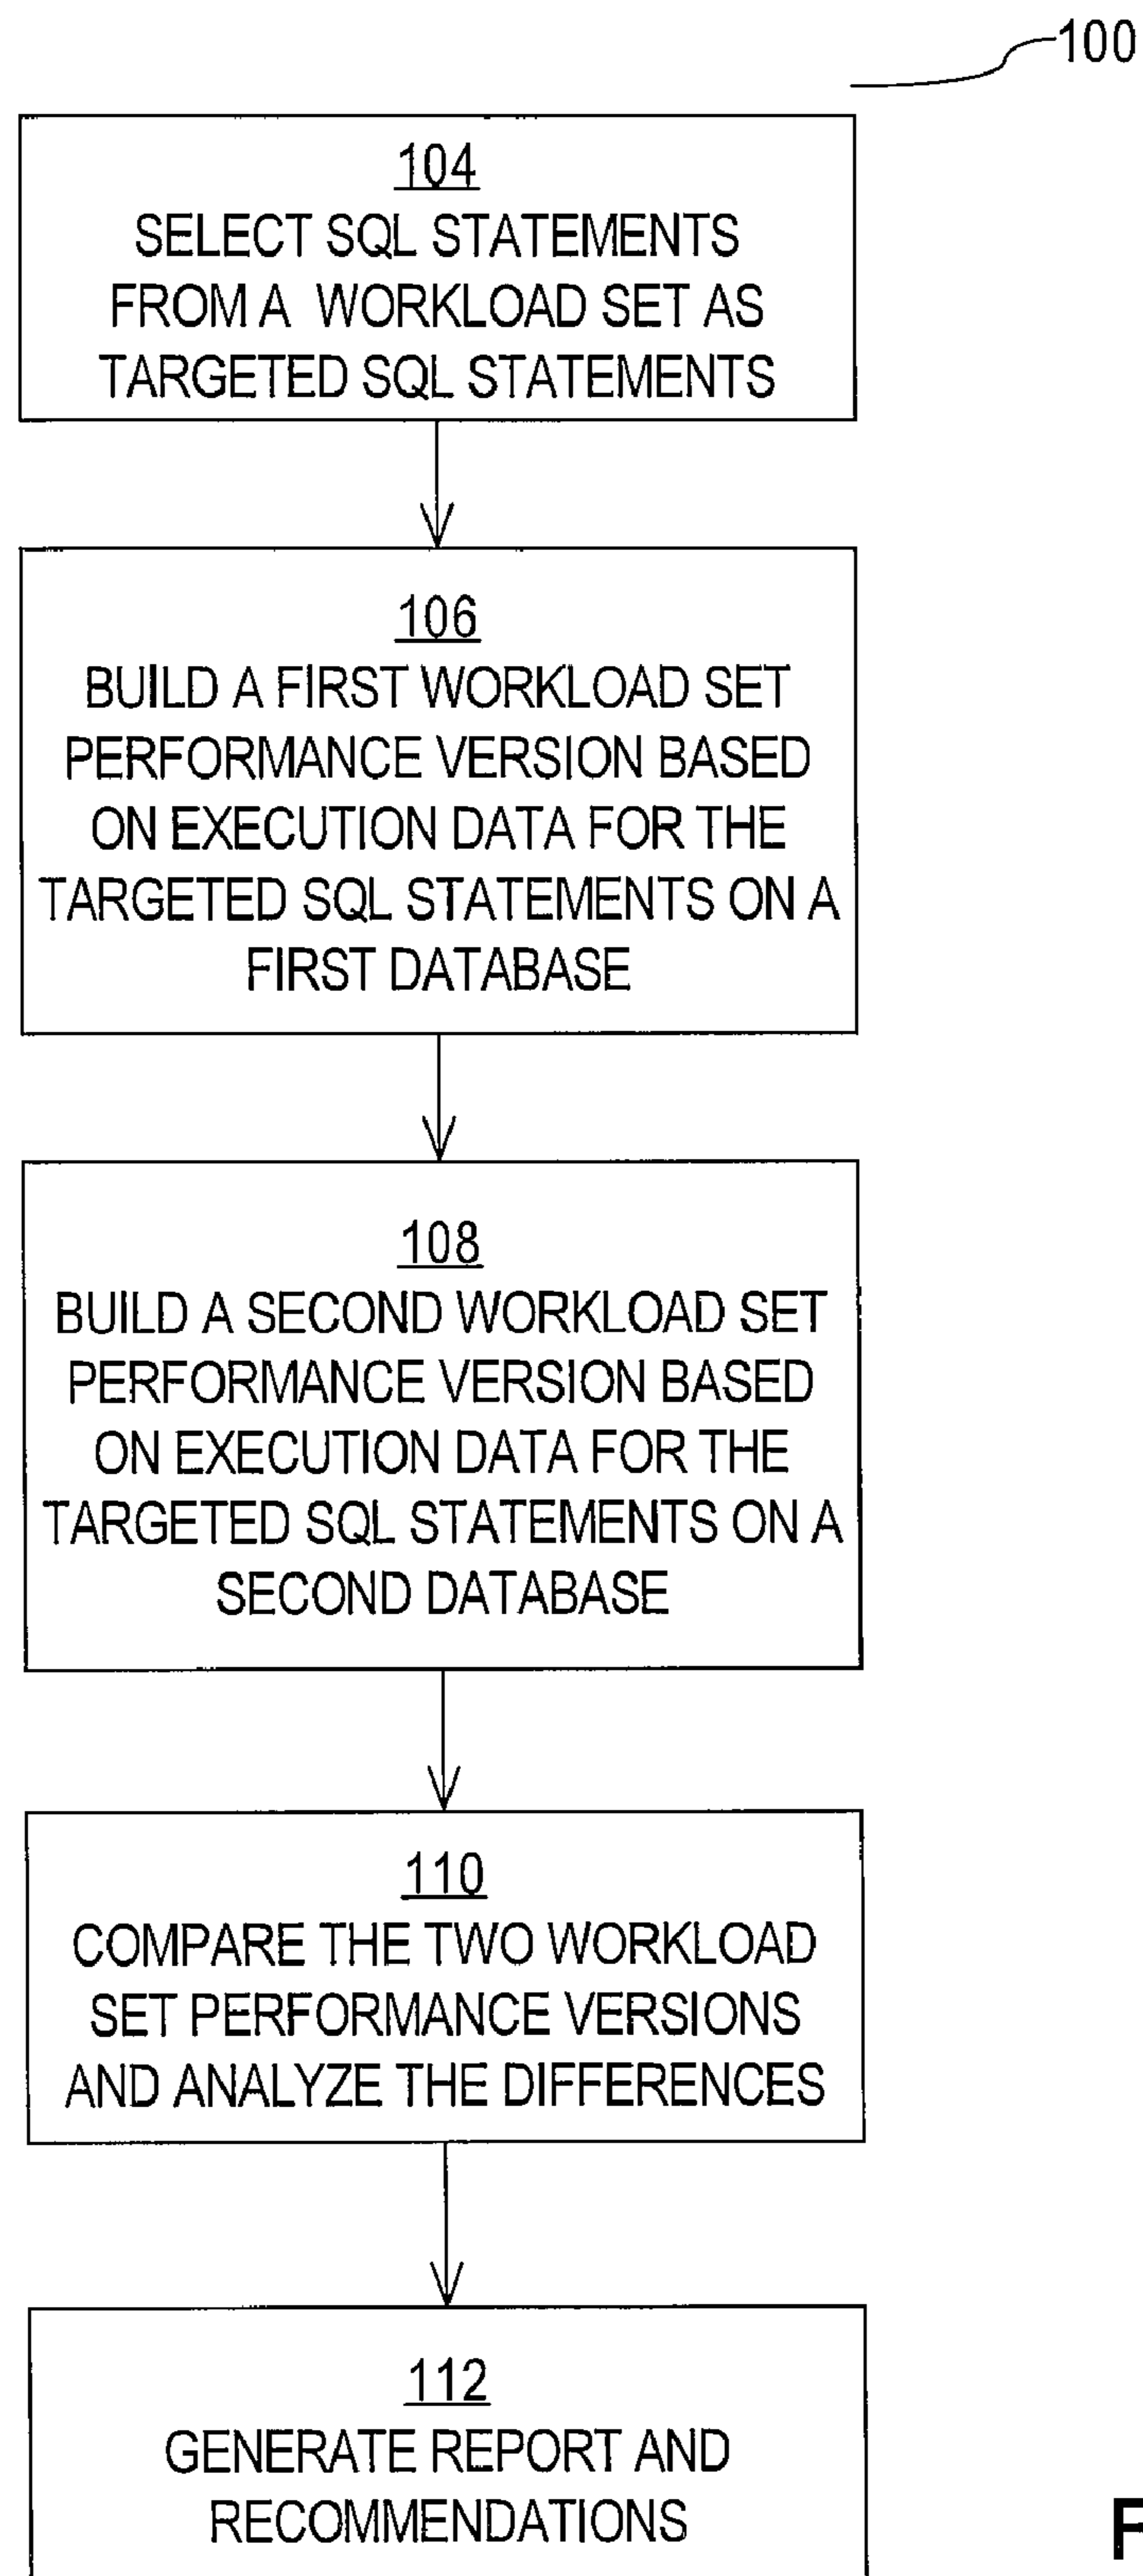 100
104
SELECT SQL STATEMENTS
FROM A WORKLOAD SET AS
TARGETED SQL STATEMENTS
106
BUILD A FIRST WORKLOAD SET
PERFORMANCE VERSION BASED
ON EXECUTION DATA FOR THE
TARGETED SQL STATEMENTS ON A
FIRST DATABASE
108
BUILD A SECOND WORKLOAD SET
PERFORMANCE VERSION BASED
ON EXECUTION DATA FOR THE
TARGETED SQL STATEMENTS ON A
SECOND DATABASE
110
COMPARE THE TWO WORKLOAD
SET PERFORMANCE VERSIONS
AND ANALYZE THE DIFFERENCES
112
GENERATE REPORT AND
RECOMMENDATIONS